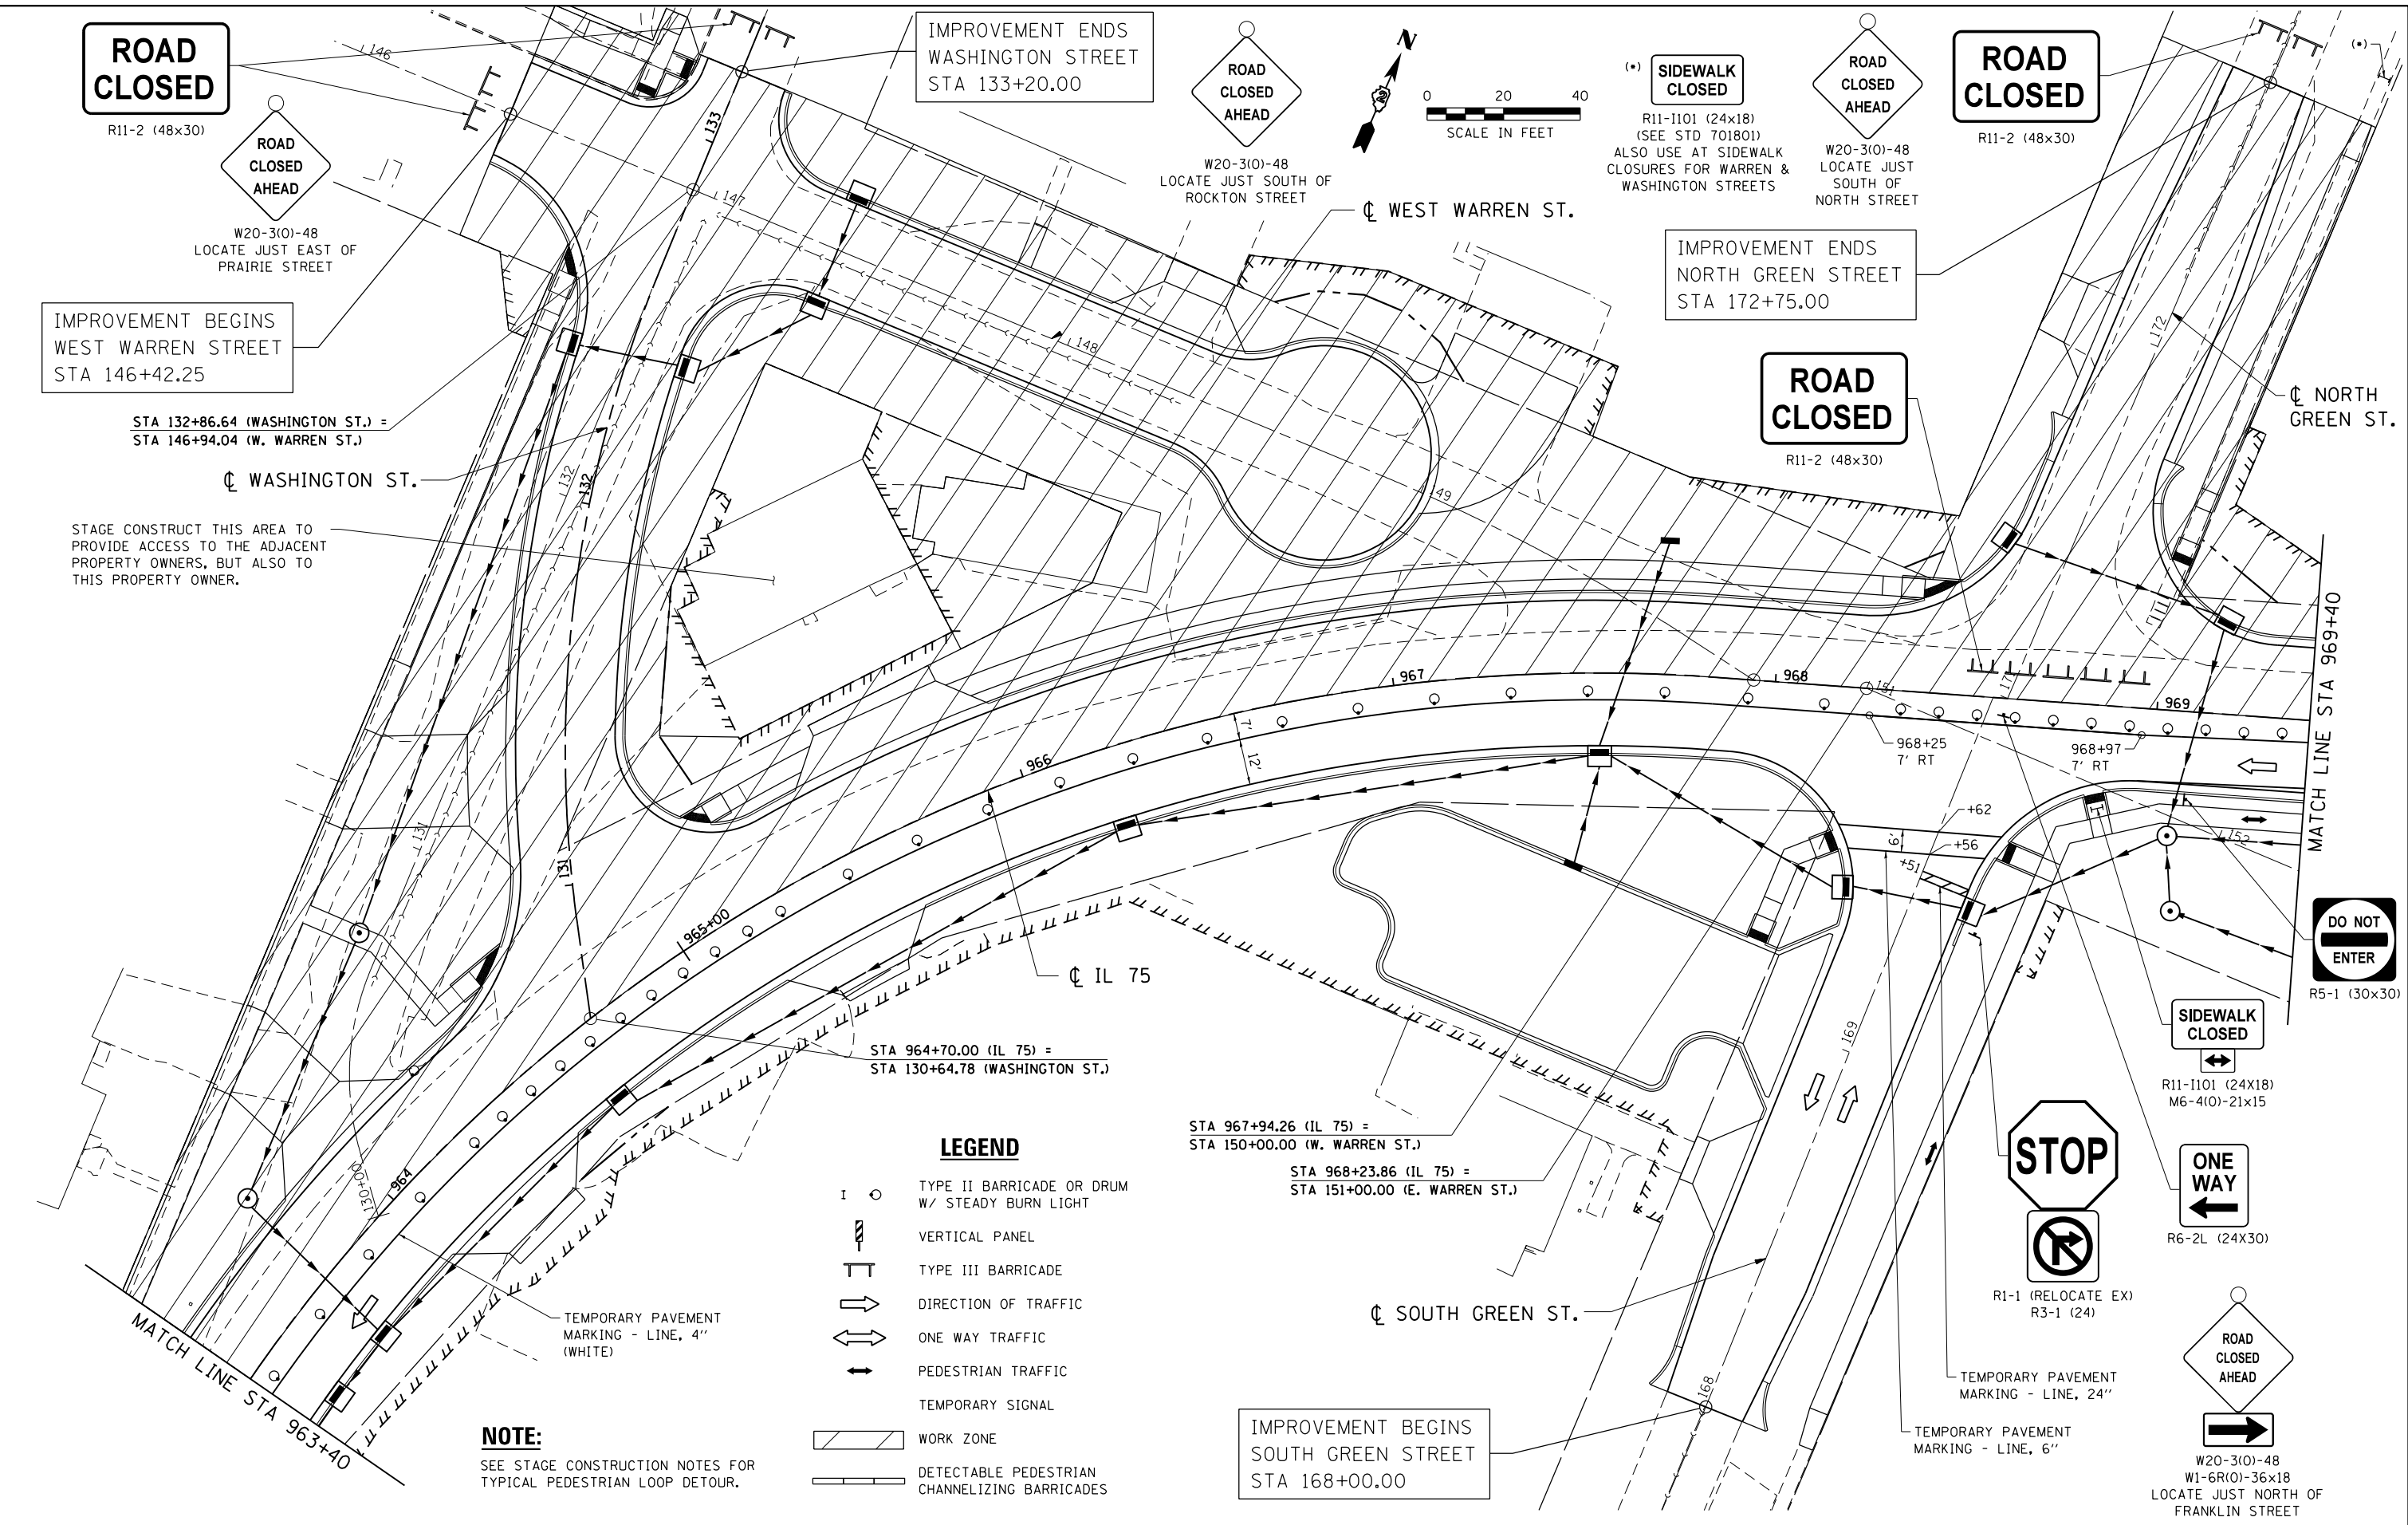 ROAD
CLOSED
R11-2 (48x30)
ROAD
CLOSED
AHEAD
W20-3(O)-48
LOCATE JUST EAST OF
PRAIRIE STREET
IMPROVEMENT BEGINS
WEST WARREN STREET
STA 146+42.25
STA 132+86.64 (WASHINGTON ST.) =
STA 146+94.04 (W. WARREN ST.)
℄ WASHINGTON ST.
STAGE CONSTRUCT THIS AREA TO
PROVIDE ACCESS TO THE ADJACENT
PROPERTY OWNERS, BUT ALSO TO
THIS PROPERTY OWNER.
IMPROVEMENT ENDS
WASHINGTON STREET
STA 133+20.00
ROAD
CLOSED
AHEAD
W20-3(O)-48
LOCATE JUST SOUTH OF
ROCKTON STREET
N
0 20 40
SCALE IN FEET
℄ WEST WARREN ST.
(•)
SIDEWALK
CLOSED
R11-I101 (24x18)
(SEE STD 701801)
ALSO USE AT SIDEWALK
CLOSURES FOR WARREN &
WASHINGTON STREETS
ROAD
CLOSED
AHEAD
W20-3(O)-48
LOCATE JUST
SOUTH OF
NORTH STREET
ROAD
CLOSED
R11-2 (48x30)
(•)
IMPROVEMENT ENDS
NORTH GREEN STREET
STA 172+75.00
ROAD
CLOSED
R11-2 (48x30)
℄ NORTH
GREEN ST.
146
133
147
148
149
172
132
132
131
131
130+00
964
965+00
966
967
968
969
151
171
152
169
168
7'
12'
968+25
7' RT
968+97
7' RT
+62
+56
+51
6'
MATCH LINE STA 969+40
DO NOT
ENTER
R5-1 (30x30)
SIDEWALK
CLOSED
R11-I101 (24X18)
M6-4(O)-21x15
STOP
R1-1 (RELOCATE EX)
R3-1 (24)
ONE
WAY
R6-2L (24X30)
ROAD
CLOSED
AHEAD
W20-3(O)-48
W1-6R(O)-36x18
LOCATE JUST NORTH OF
FRANKLIN STREET
℄ IL 75
STA 964+70.00 (IL 75) =
STA 130+64.78 (WASHINGTON ST.)
STA 967+94.26 (IL 75) =
STA 150+00.00 (W. WARREN ST.)
STA 968+23.86 (IL 75) =
STA 151+00.00 (E. WARREN ST.)
℄ SOUTH GREEN ST.
TEMPORARY PAVEMENT
MARKING - LINE, 24"
TEMPORARY PAVEMENT
MARKING - LINE, 6"
IMPROVEMENT BEGINS
SOUTH GREEN STREET
STA 168+00.00
TEMPORARY PAVEMENT
MARKING - LINE, 4"
(WHITE)
MATCH LINE STA 963+40
LEGEND
TYPE II BARRICADE OR DRUM
W/ STEADY BURN LIGHT
VERTICAL PANEL
TYPE III BARRICADE
DIRECTION OF TRAFFIC
ONE WAY TRAFFIC
PEDESTRIAN TRAFFIC
TEMPORARY SIGNAL
WORK ZONE
DETECTABLE PEDESTRIAN
CHANNELIZING BARRICADES
NOTE:
SEE STAGE CONSTRUCTION NOTES FOR
TYPICAL PEDESTRIAN LOOP DETOUR.